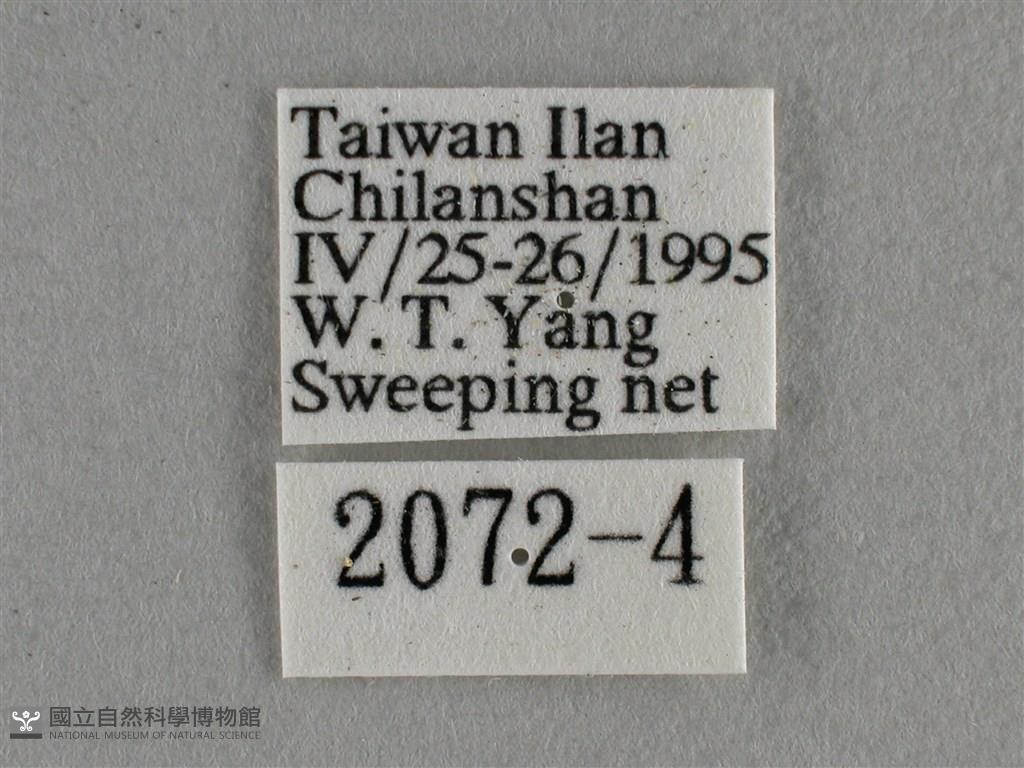 Taiwan Ilan
Chilanshan
IV/25-26/1995
W. T. Yang
Sweeping net
2072-4
國立自然科學博物館
NATIONAL MUSEUM OF NATURAL SCIENCE